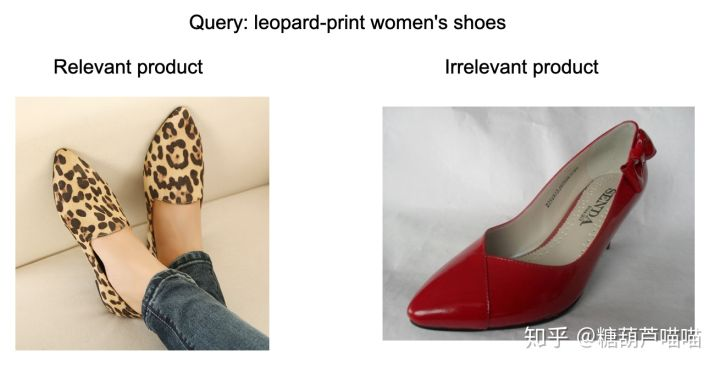 Query: leopard-print women's shoes
Relevant product
Irrelevant product
SENDA
知乎 @糖葫芦喵喵